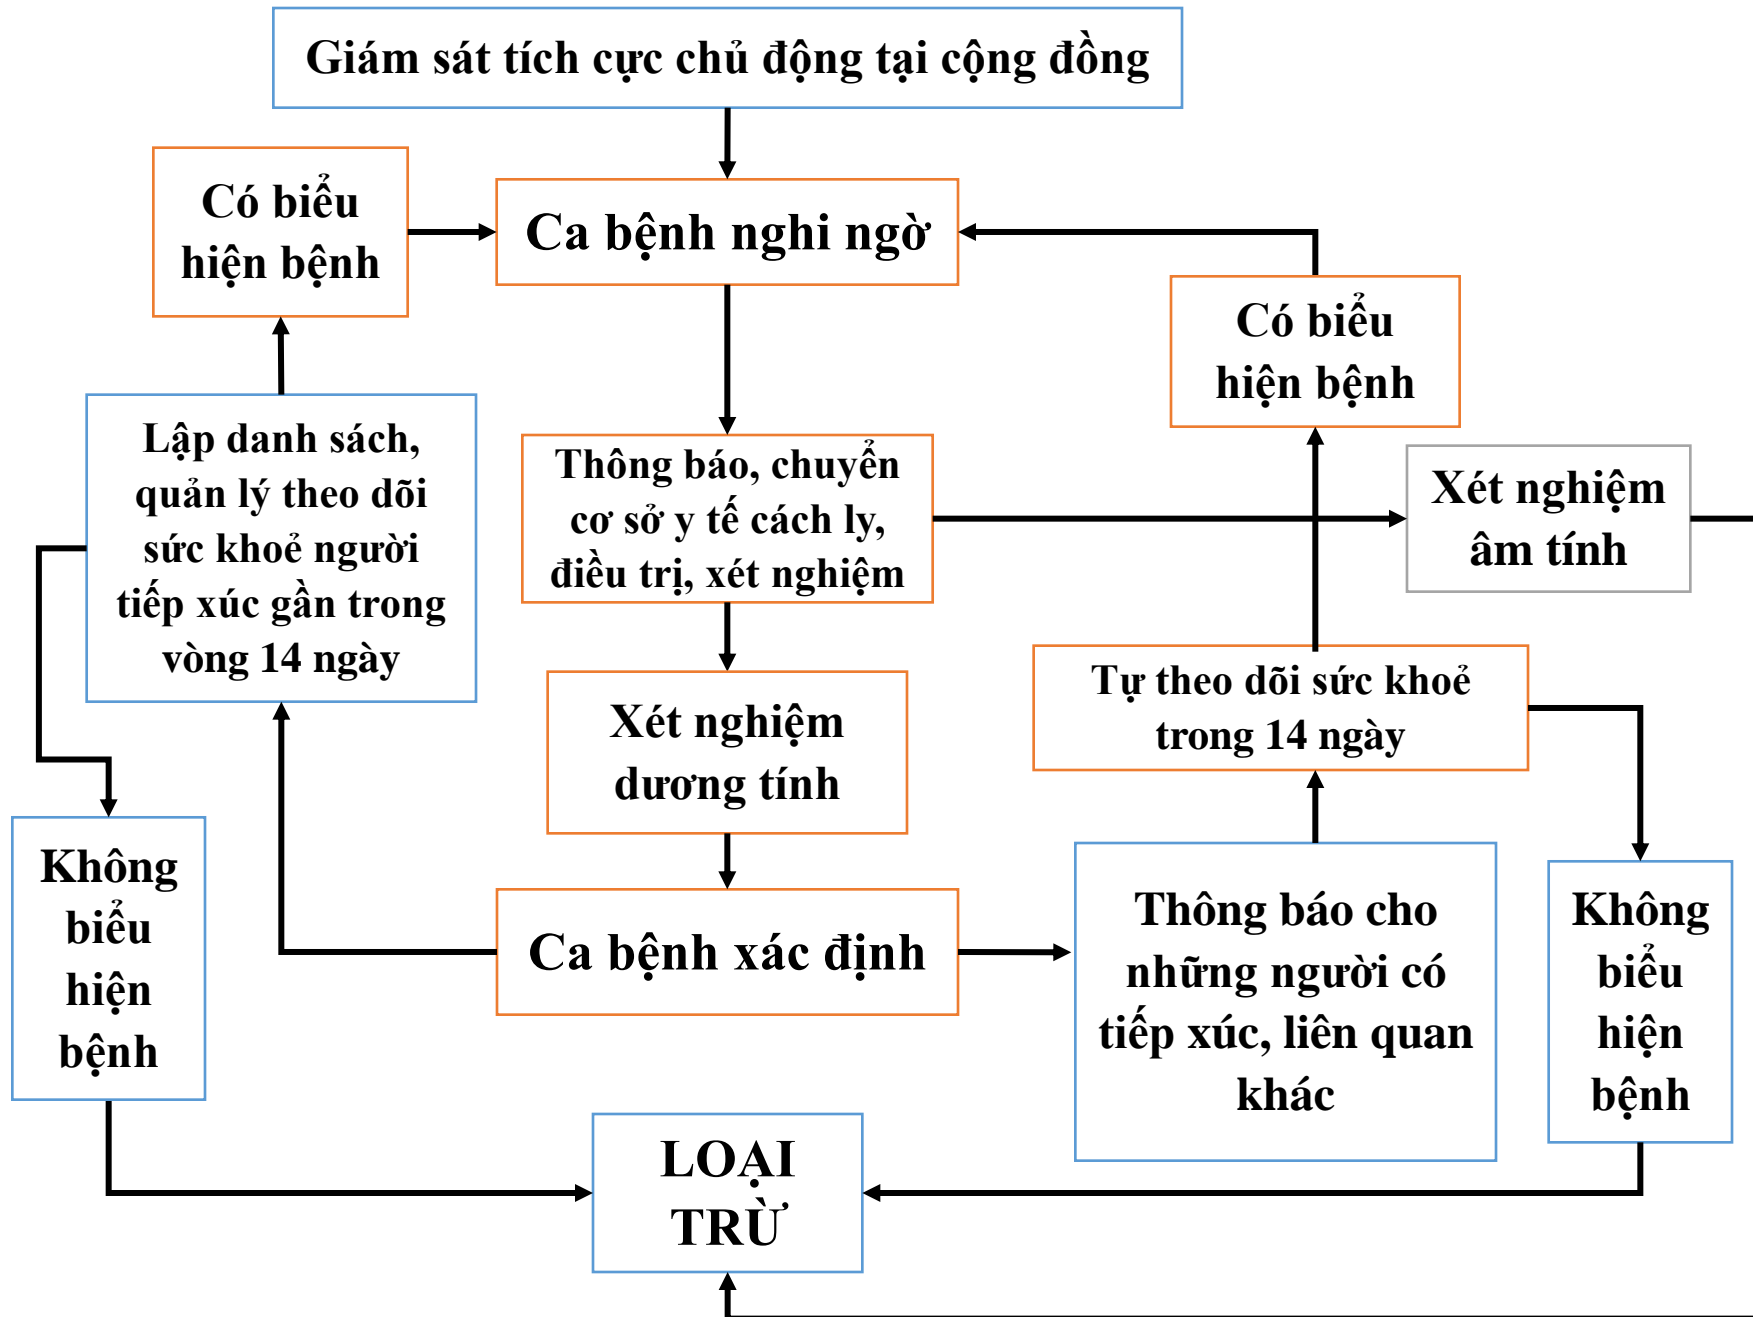 Giám sát tích cực chủ động tại cộng đồng
Có biểu
hiện bệnh
Ca bệnh nghi ngờ
Có biểu
hiện bệnh
Lập danh sách,
quản lý theo dõi
sức khoẻ người
tiếp xúc gần trong
vòng 14 ngày
Thông báo, chuyển
cơ sở y tế cách ly,
điều trị, xét nghiệm
Xét nghiệm
âm tính
Xét nghiệm
dương tính
Tự theo dõi sức khoẻ
trong 14 ngày
Không
biểu
hiện
bệnh
Ca bệnh xác định
Thông báo cho
những người có
tiếp xúc, liên quan
khác
Không
biểu
hiện
bệnh
LOẠI
TRỪ